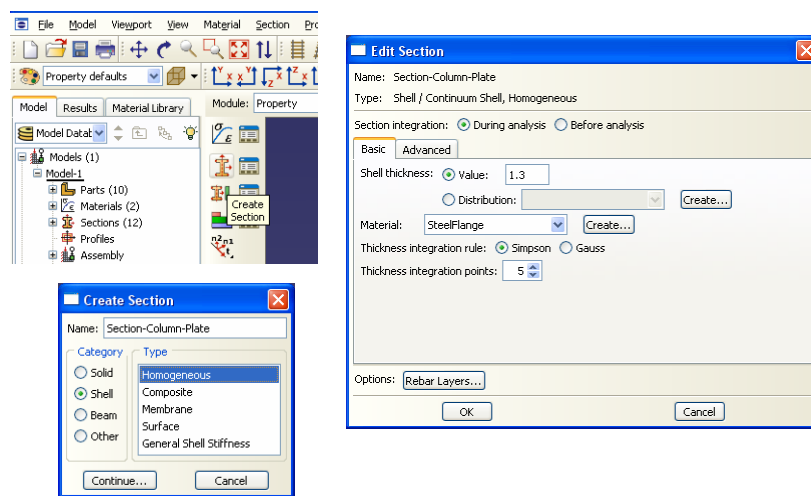 File Model Viewport View Material Section
Property defaults
Model Results Material Library Module: Property
Model Datab
Models (1)
Model-1
Parts (10)
Materials (2)
Sections (12)
Profiles
Assembly
Create
Section
Create Section
Name: Section-Column-Plate
Category Type
Solid Homogeneous
Shell Composite
Beam Membrane
Other Surface
General Shell Stiffness
Continue... Cancel
Edit Section
Name: Section-Column-Plate
Type: Shell / Continuum Shell, Homogeneous
Section integration: During analysis Before analysis
Basic Advanced
Shell thickness: Value: 1.3
Distribution: Create...
Material: SteelFlange Create...
Thickness integration rule: Simpson Gauss
Thickness integration points: 5
Options: Rebar Layers...
OK Cancel